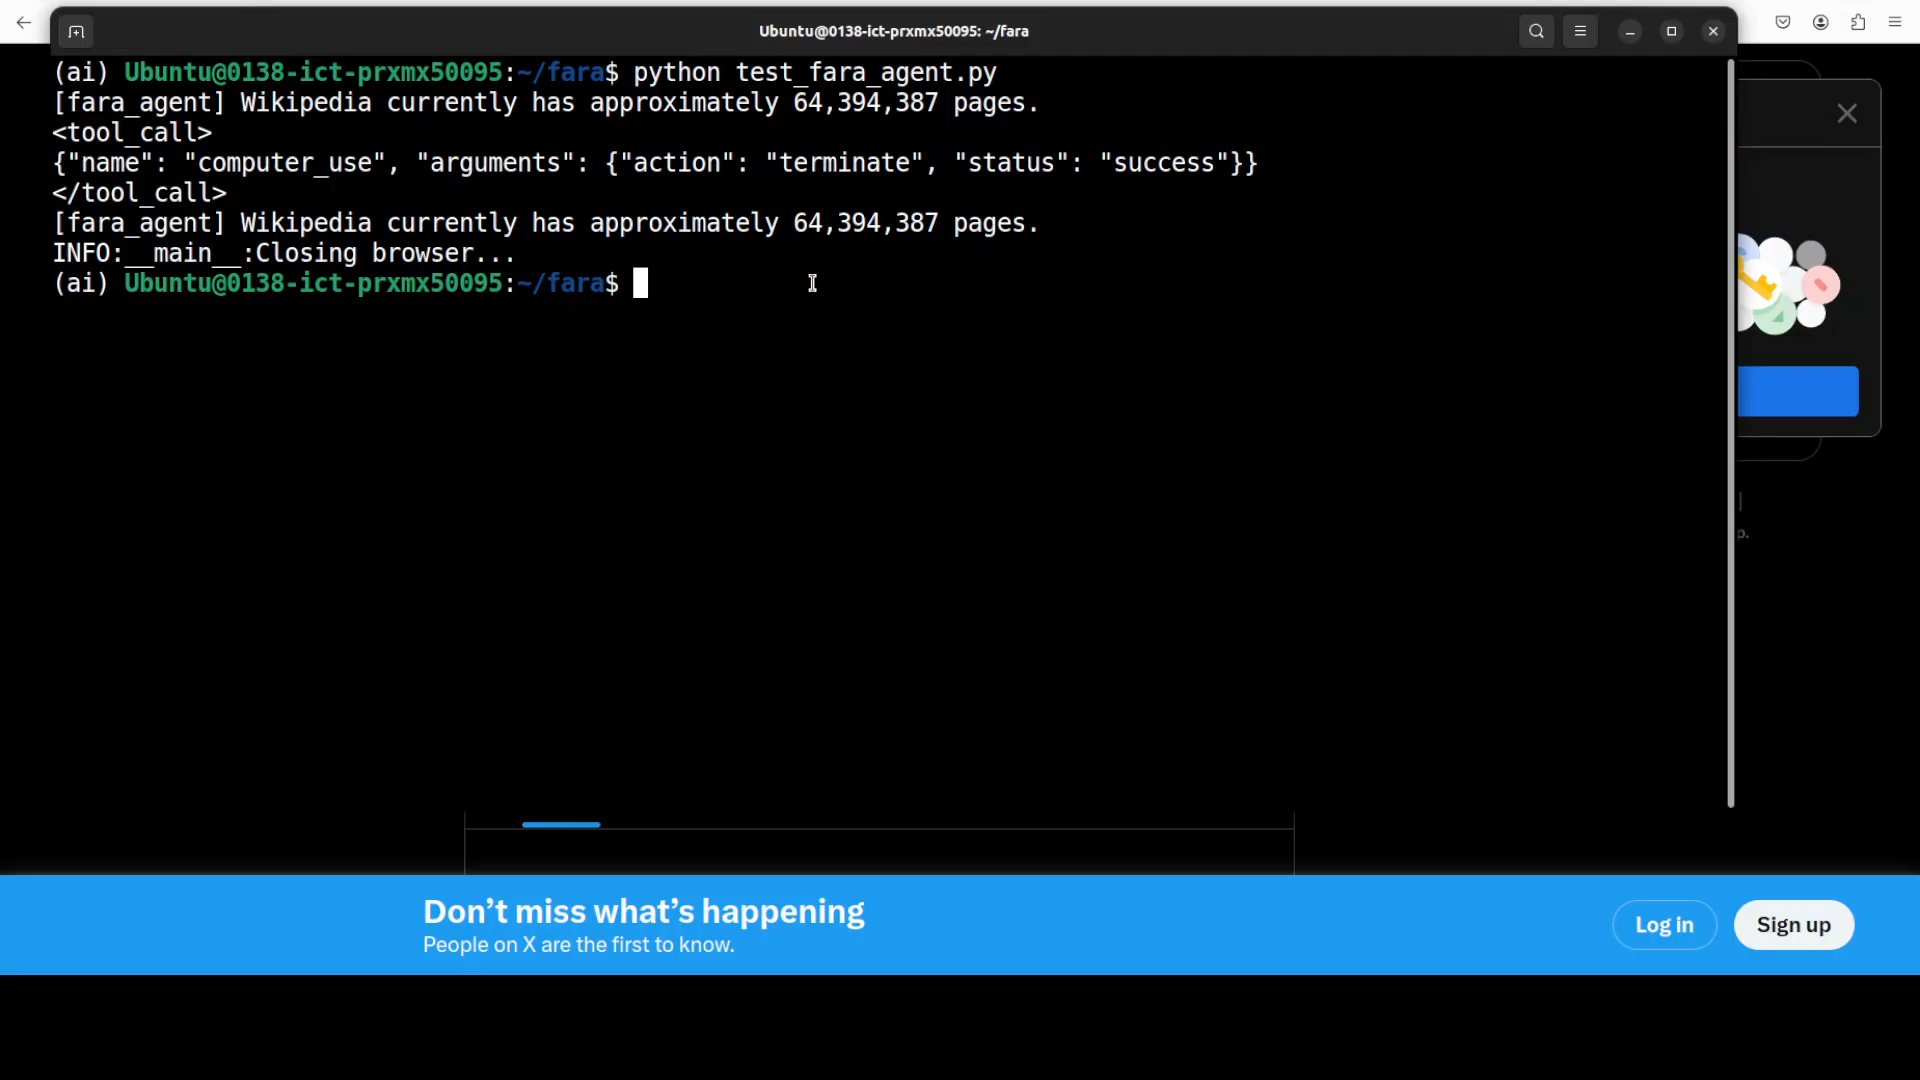 Ubuntu@0138-ict-prxmx50095: ~/fara
(ai) Ubuntu@0138-ict-prxmx50095:~/fara$ python test_fara_agent.py
[fara_agent] Wikipedia currently has approximately 64,394,387 pages.
<tool_call>
{"name": "computer_use", "arguments": {"action": "terminate", "status": "success"}}
</tool_call>
[fara_agent] Wikipedia currently has approximately 64,394,387 pages.
INFO:__main__:Closing browser...
(ai) Ubuntu@0138-ict-prxmx50095:~/fara$
p.
Don’t miss what’s happening
People on X are the first to know.
Log in
Sign up